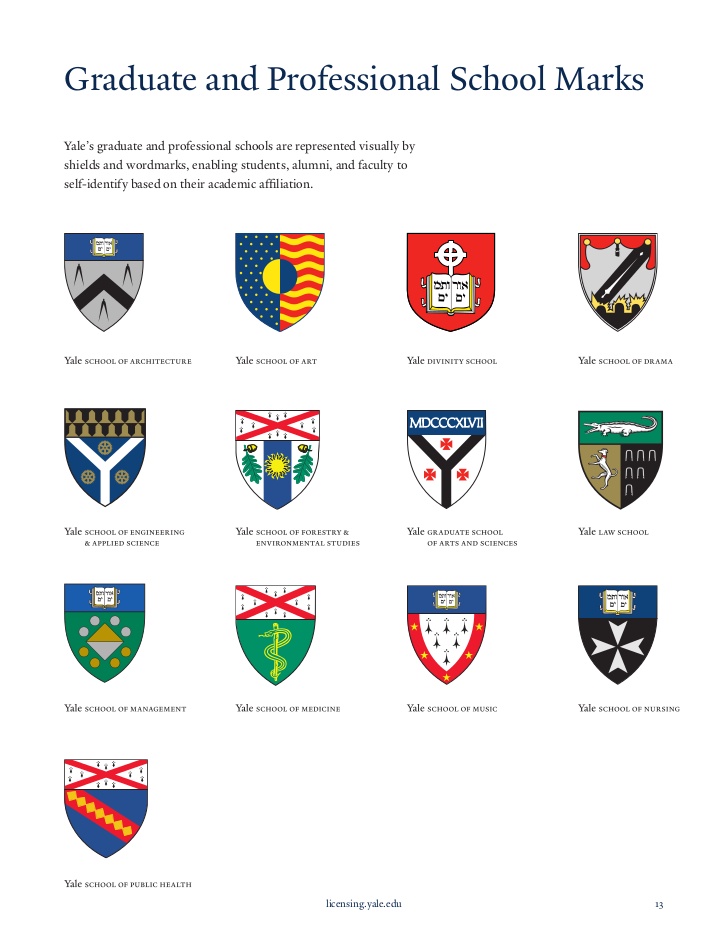 Graduate and Professional School Marks
Yale’s graduate and professional schools are represented visually by
shields and wordmarks, enabling students, alumni, and faculty to
self-identify based on their academic affiliation.
אורים
ותמים
Yale SCHOOL OF ARCHITECTURE
Yale SCHOOL OF ART
אורים
ותמים
Yale DIVINITY SCHOOL
Yale SCHOOL OF DRAMA
Yale SCHOOL OF ENGINEERING
& APPLIED SCIENCE
Yale SCHOOL OF FORESTRY &
ENVIRONMENTAL STUDIES
MDCCCXLVII
Yale GRADUATE SCHOOL
OF ARTS AND SCIENCES
Yale LAW SCHOOL
אורים
ותמים
Yale SCHOOL OF MANAGEMENT
Yale SCHOOL OF MEDICINE
אורים
ותמים
Yale SCHOOL OF MUSIC
אורים
ותמים
Yale SCHOOL OF NURSING
Yale SCHOOL OF PUBLIC HEALTH
licensing.yale.edu
13